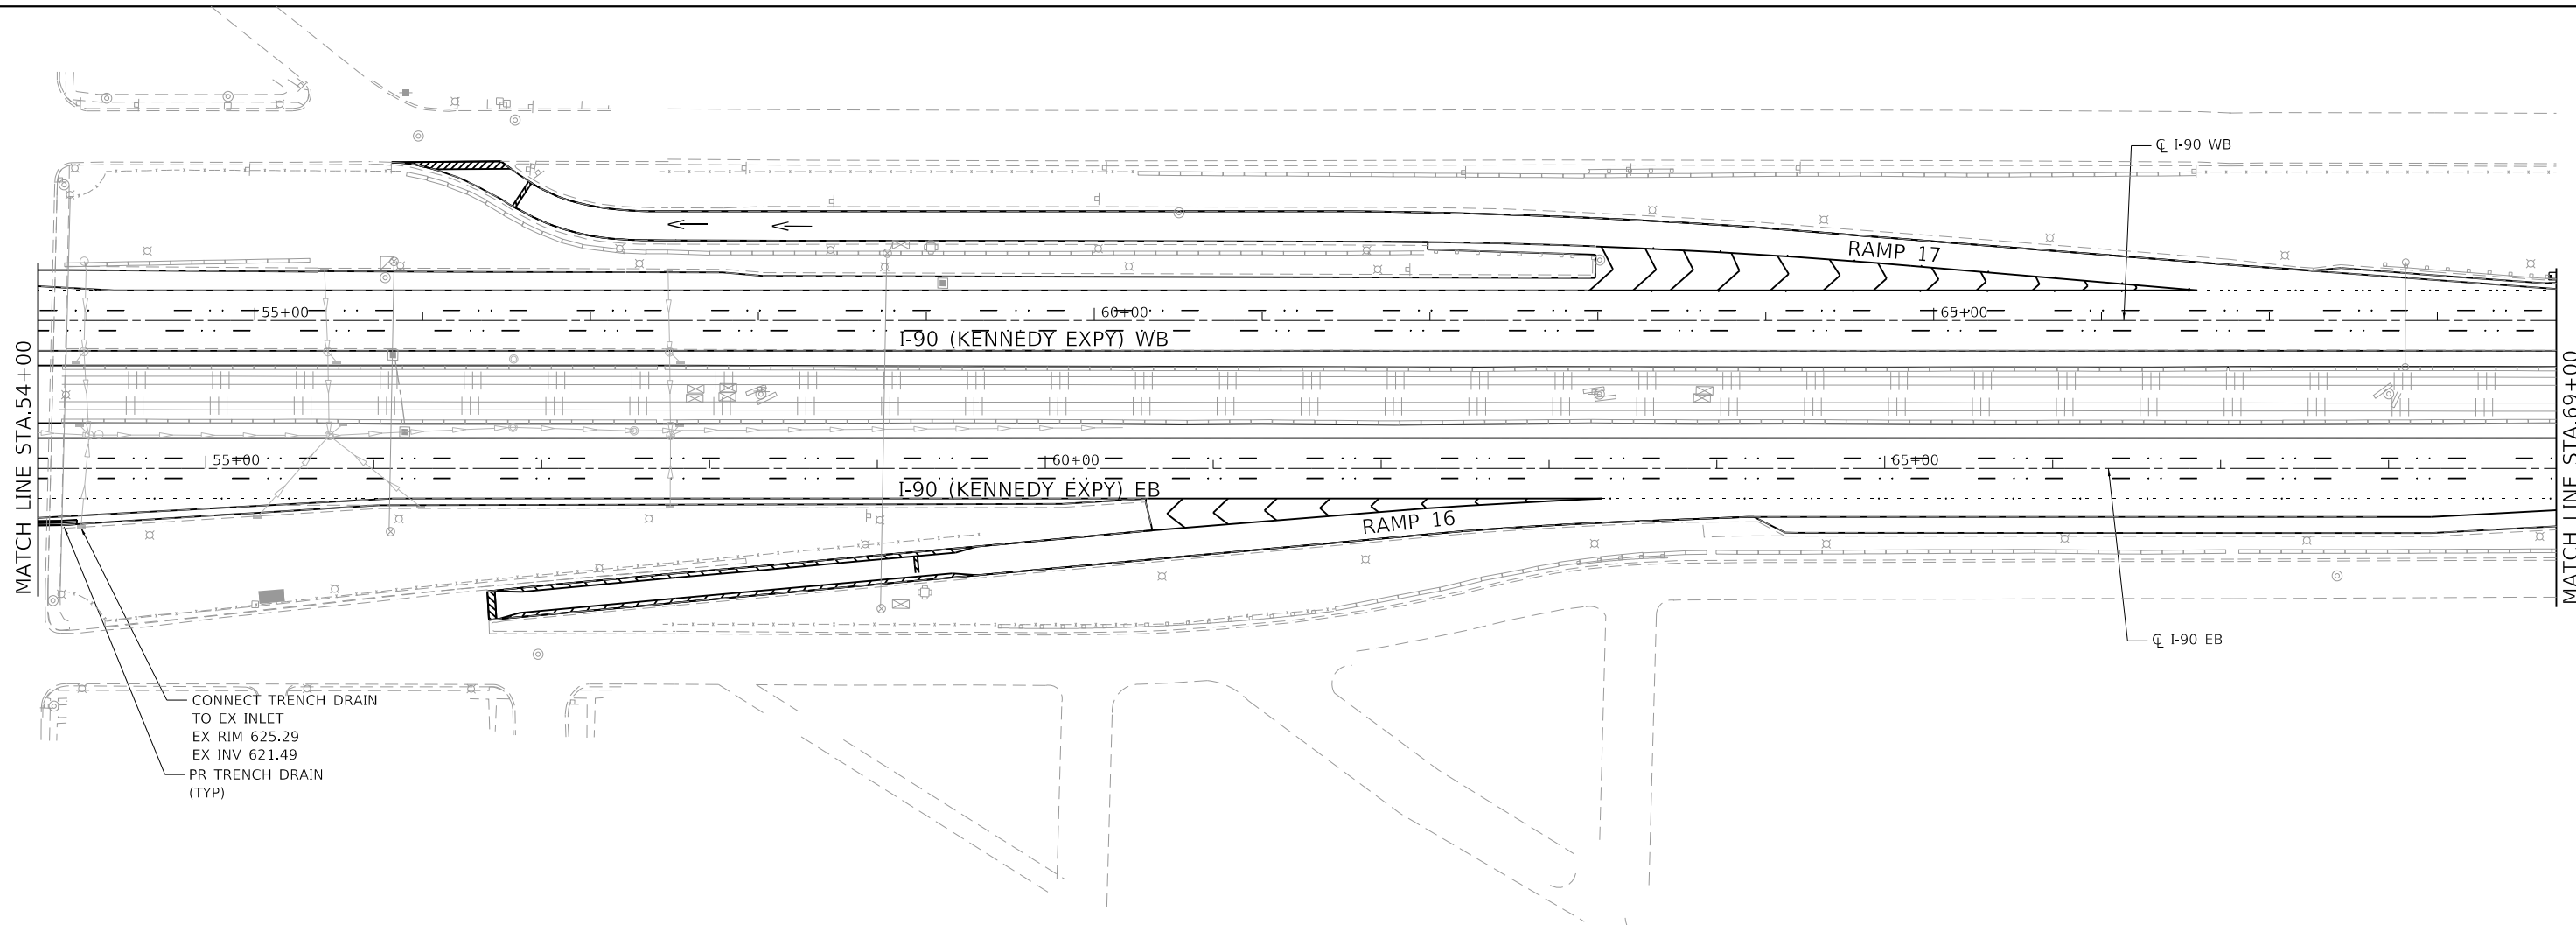 ℄ I-90 WB
RAMP 17
55+00
60+00
65+00
I-90 (KENNEDY EXPY) WB
MATCH LINE STA.54+00
MATCH LINE STA.69+00
55+00
60+00
65+00
I-90 (KENNEDY EXPY) EB
RAMP 16
℄ I-90 EB
CONNECT TRENCH DRAIN
TO EX INLET
EX RIM 625.29
EX INV 621.49
PR TRENCH DRAIN
(TYP)